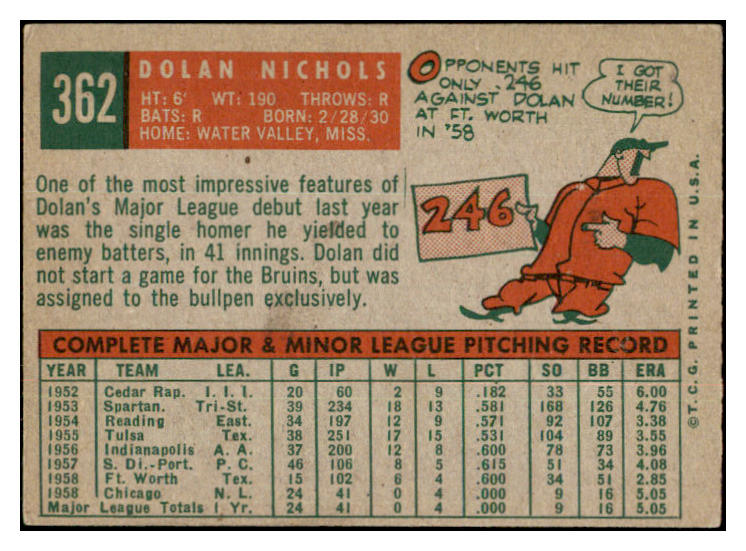 362
DOLAN NICHOLS
HT: 6' WT: 190 THROWS: R
BATS: R BORN: 2/28/30
HOME: WATER VALLEY, MISS.
OPPONENTS HIT
ONLY .246
AGAINST DOLAN
AT FT. WORTH
IN '58
I GOT
THEIR
NUMBER!
246
One of the most impressive features of
Dolan's Major League debut last year
was the single homer he yielded to
enemy batters, in 41 innings. Dolan did
not start a game for the Bruins, but was
assigned to the bullpen exclusively.
COMPLETE MAJOR & MINOR LEAGUE PITCHING RECORD
YEAR TEAM LEA. G IP W L PCT SO BB ERA
1952 Cedar Rap. I. I. I. 20 60 2 9 .182 33 55 6.00
1953 Spartan. Tri-St. 39 234 18 13 .581 168 126 4.76
1954 Reading East. 34 197 12 9 .571 92 107 3.38
1955 Tulsa Tex. 38 251 17 15 .531 104 89 3.55
1956 Indianapolis A. A. 37 200 12 8 .600 78 73 3.96
1957 S. Di.-Port. P. C. 46 106 8 5 .615 51 34 4.08
1958 Ft. Worth Tex. 15 102 6 4 .600 34 51 2.85
1958 Chicago N. L. 24 41 0 4 .000 9 16 5.05
Major League Totals 1 Yr. 24 41 0 4 .000 9 16 5.05
©T.C.G. PRINTED IN U.S.A.